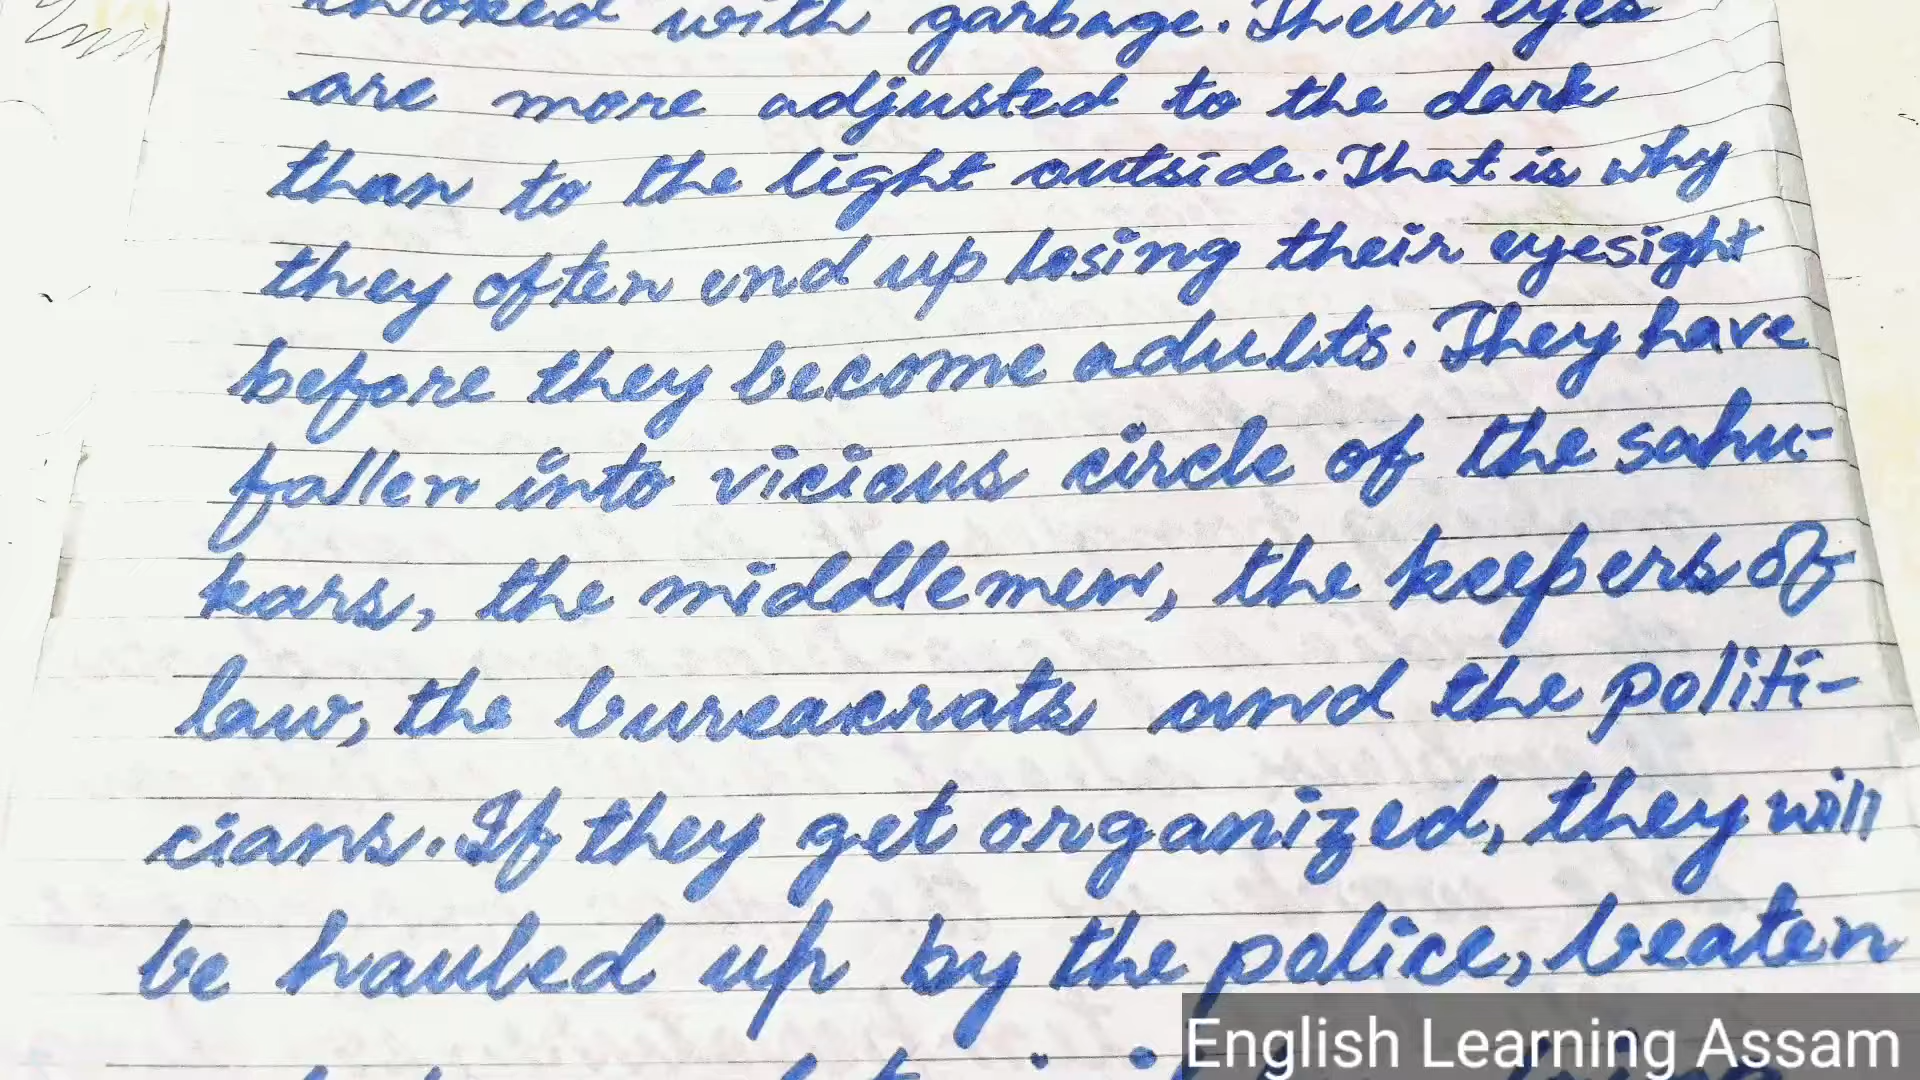 with garbage. Their eyes
are more adjusted to the dark
than to the light outside. That is why
they often end up losing their eyesight
before they become adults. They have
fallen into vicious circle of the sahu-
kars, the middlemen, the keepers of
law, the bureacrats and the politi-
cians. If they get organized, they will
be hauled up by the police, beaten
English Learning Assam